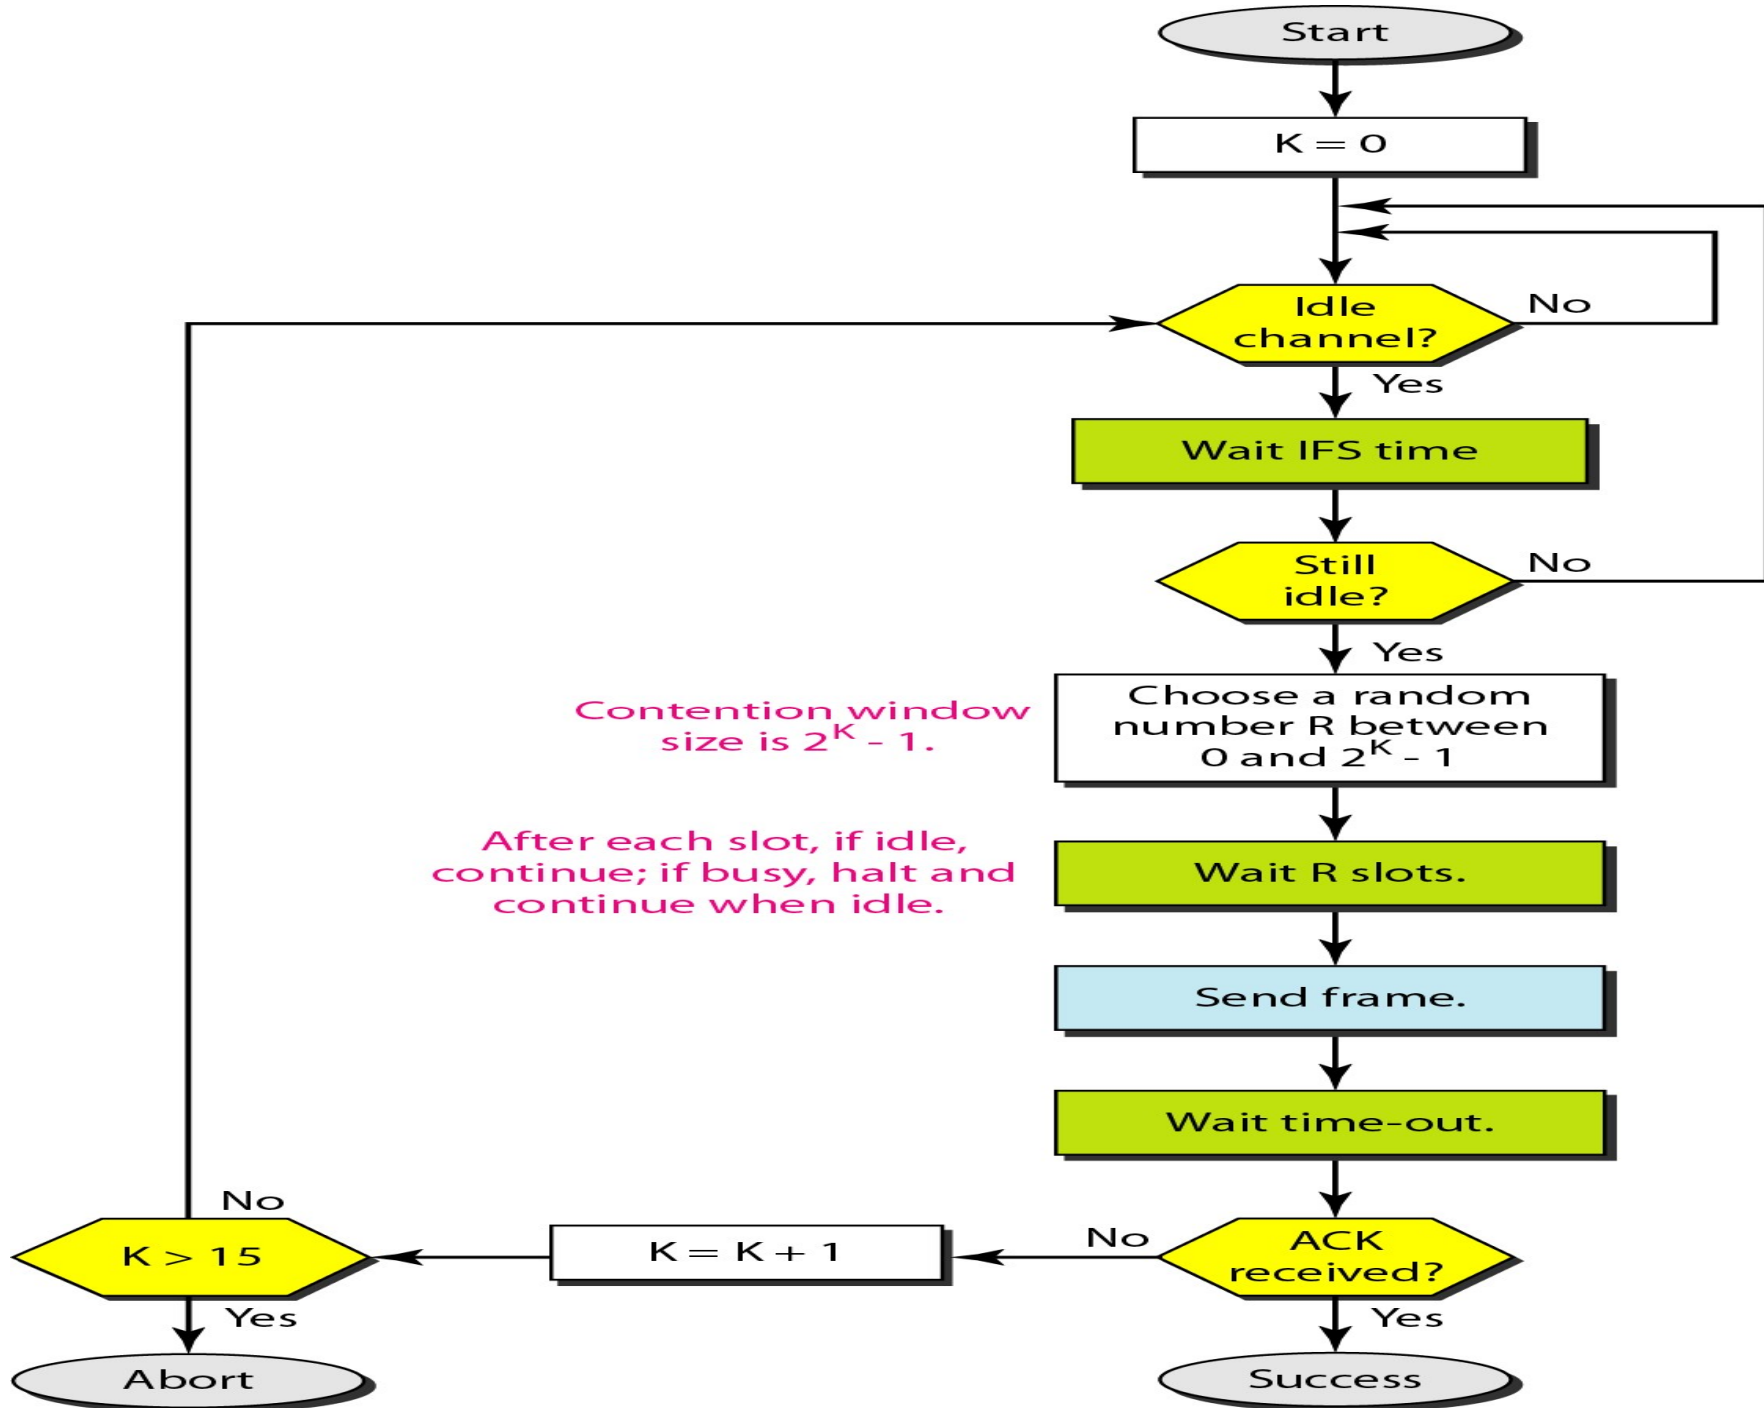 Start
K = 0
Idle
channel?
No
Yes
Wait IFS time
Still
idle?
No
Yes
Contention window
size is 2^K - 1.
Choose a random
number R between
0 and 2^K - 1
After each slot, if idle,
continue; if busy, halt and
continue when idle.
Wait R slots.
Send frame.
Wait time-out.
ACK
received?
No
Yes
K = K + 1
K > 15
No
Yes
Abort
Success